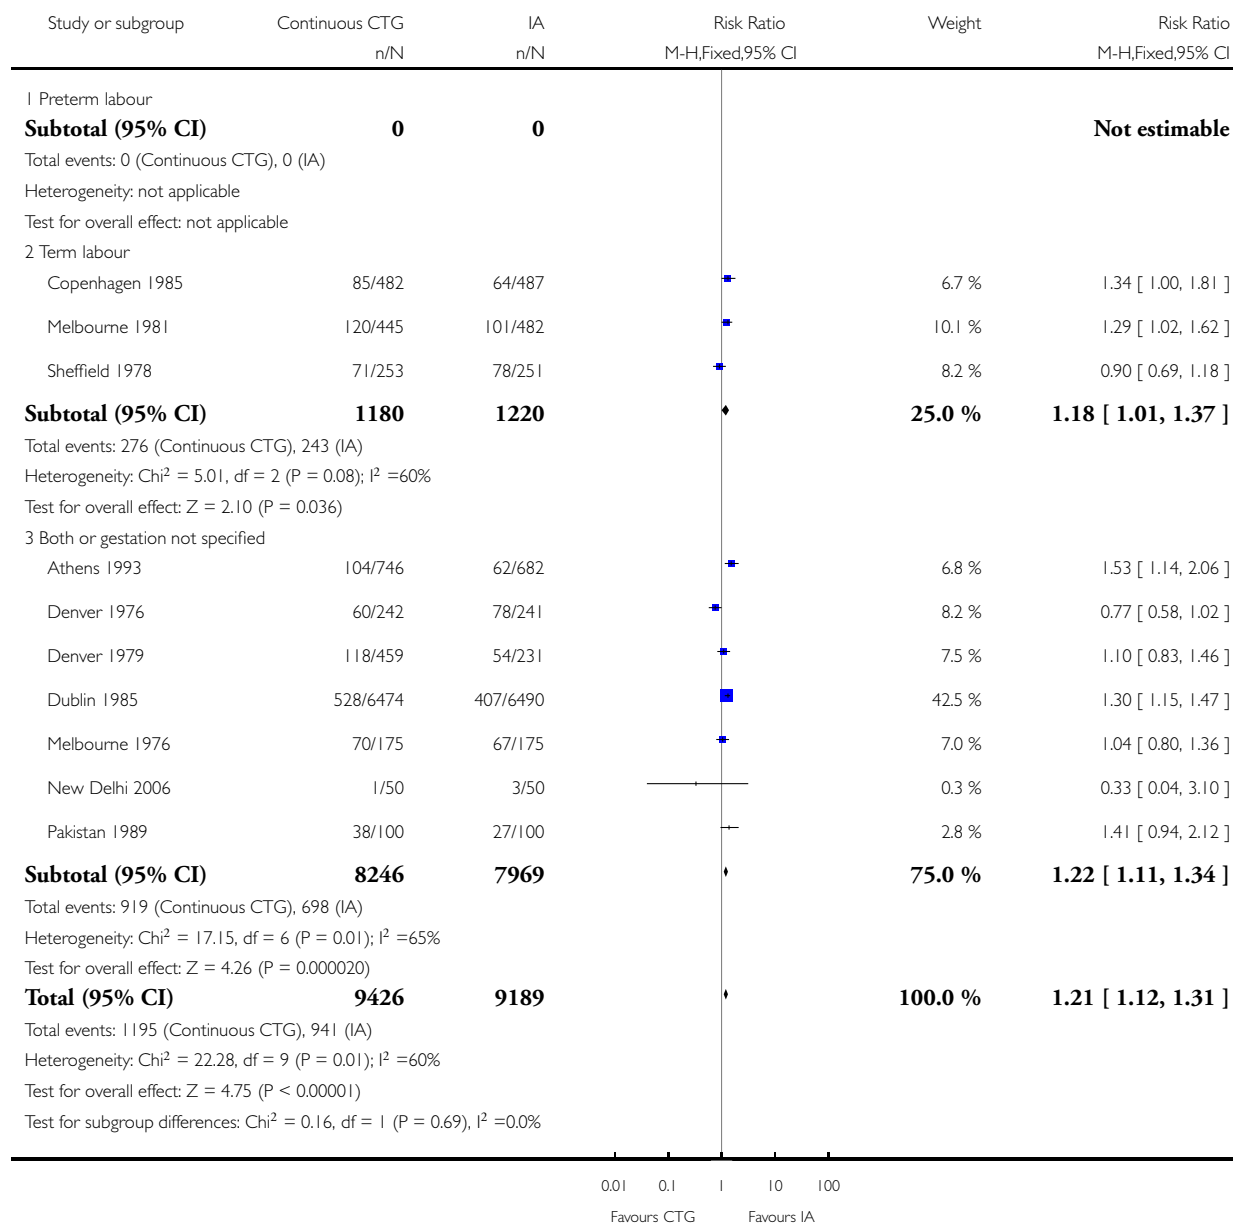 Study or subgroup Continuous CTG IA Risk Ratio Weight Risk Ratio
n/N n/N M-H,Fixed,95% CI M-H,Fixed,95% CI
1 Preterm labour
Subtotal (95% CI) 0 0 Not estimable
Total events: 0 (Continuous CTG), 0 (IA)
Heterogeneity: not applicable
Test for overall effect: not applicable
2 Term labour
Copenhagen 1985 85/482 64/487 6.7 % 1.34 [ 1.00, 1.81 ]
Melbourne 1981 120/445 101/482 10.1 % 1.29 [ 1.02, 1.62 ]
Sheffield 1978 71/253 78/251 8.2 % 0.90 [ 0.69, 1.18 ]
Subtotal (95% CI) 1180 1220 25.0 % 1.18 [ 1.01, 1.37 ]
Total events: 276 (Continuous CTG), 243 (IA)
Heterogeneity: Chi² = 5.01, df = 2 (P = 0.08); I² =60%
Test for overall effect: Z = 2.10 (P = 0.036)
3 Both or gestation not specified
Athens 1993 104/746 62/682 6.8 % 1.53 [ 1.14, 2.06 ]
Denver 1976 60/242 78/241 8.2 % 0.77 [ 0.58, 1.02 ]
Denver 1979 118/459 54/231 7.5 % 1.10 [ 0.83, 1.46 ]
Dublin 1985 528/6474 407/6490 42.5 % 1.30 [ 1.15, 1.47 ]
Melbourne 1976 70/175 67/175 7.0 % 1.04 [ 0.80, 1.36 ]
New Delhi 2006 1/50 3/50 0.3 % 0.33 [ 0.04, 3.10 ]
Pakistan 1989 38/100 27/100 2.8 % 1.41 [ 0.94, 2.12 ]
Subtotal (95% CI) 8246 7969 75.0 % 1.22 [ 1.11, 1.34 ]
Total events: 919 (Continuous CTG), 698 (IA)
Heterogeneity: Chi² = 17.15, df = 6 (P = 0.01); I² =65%
Test for overall effect: Z = 4.26 (P = 0.000020)
Total (95% CI) 9426 9189 100.0 % 1.21 [ 1.12, 1.31 ]
Total events: 1195 (Continuous CTG), 941 (IA)
Heterogeneity: Chi² = 22.28, df = 9 (P = 0.01); I² =60%
Test for overall effect: Z = 4.75 (P < 0.00001)
Test for subgroup differences: Chi² = 0.16, df = 1 (P = 0.69), I² =0.0%
0.01 0.1 1 10 100
Favours CTG Favours IA